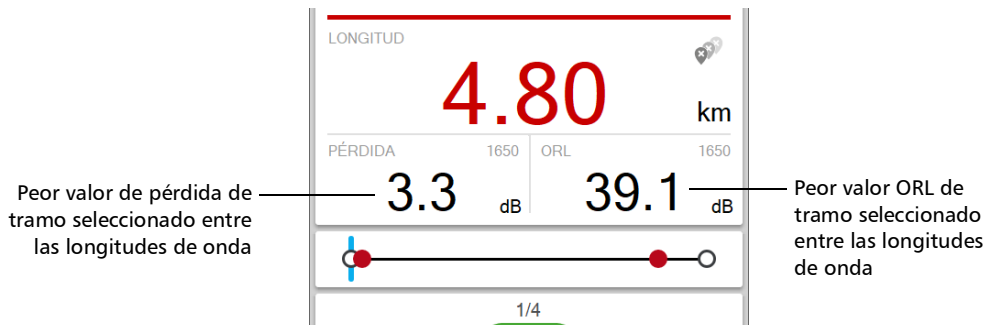 LONGITUD
4.80 km
PÉRDIDA 1650 ORL 1650
3.3 dB 39.1 dB
Peor valor de pérdida de
tramo seleccionado entre
las longitudes de onda
Peor valor ORL de
tramo seleccionado
entre las longitudes
de onda
1/4